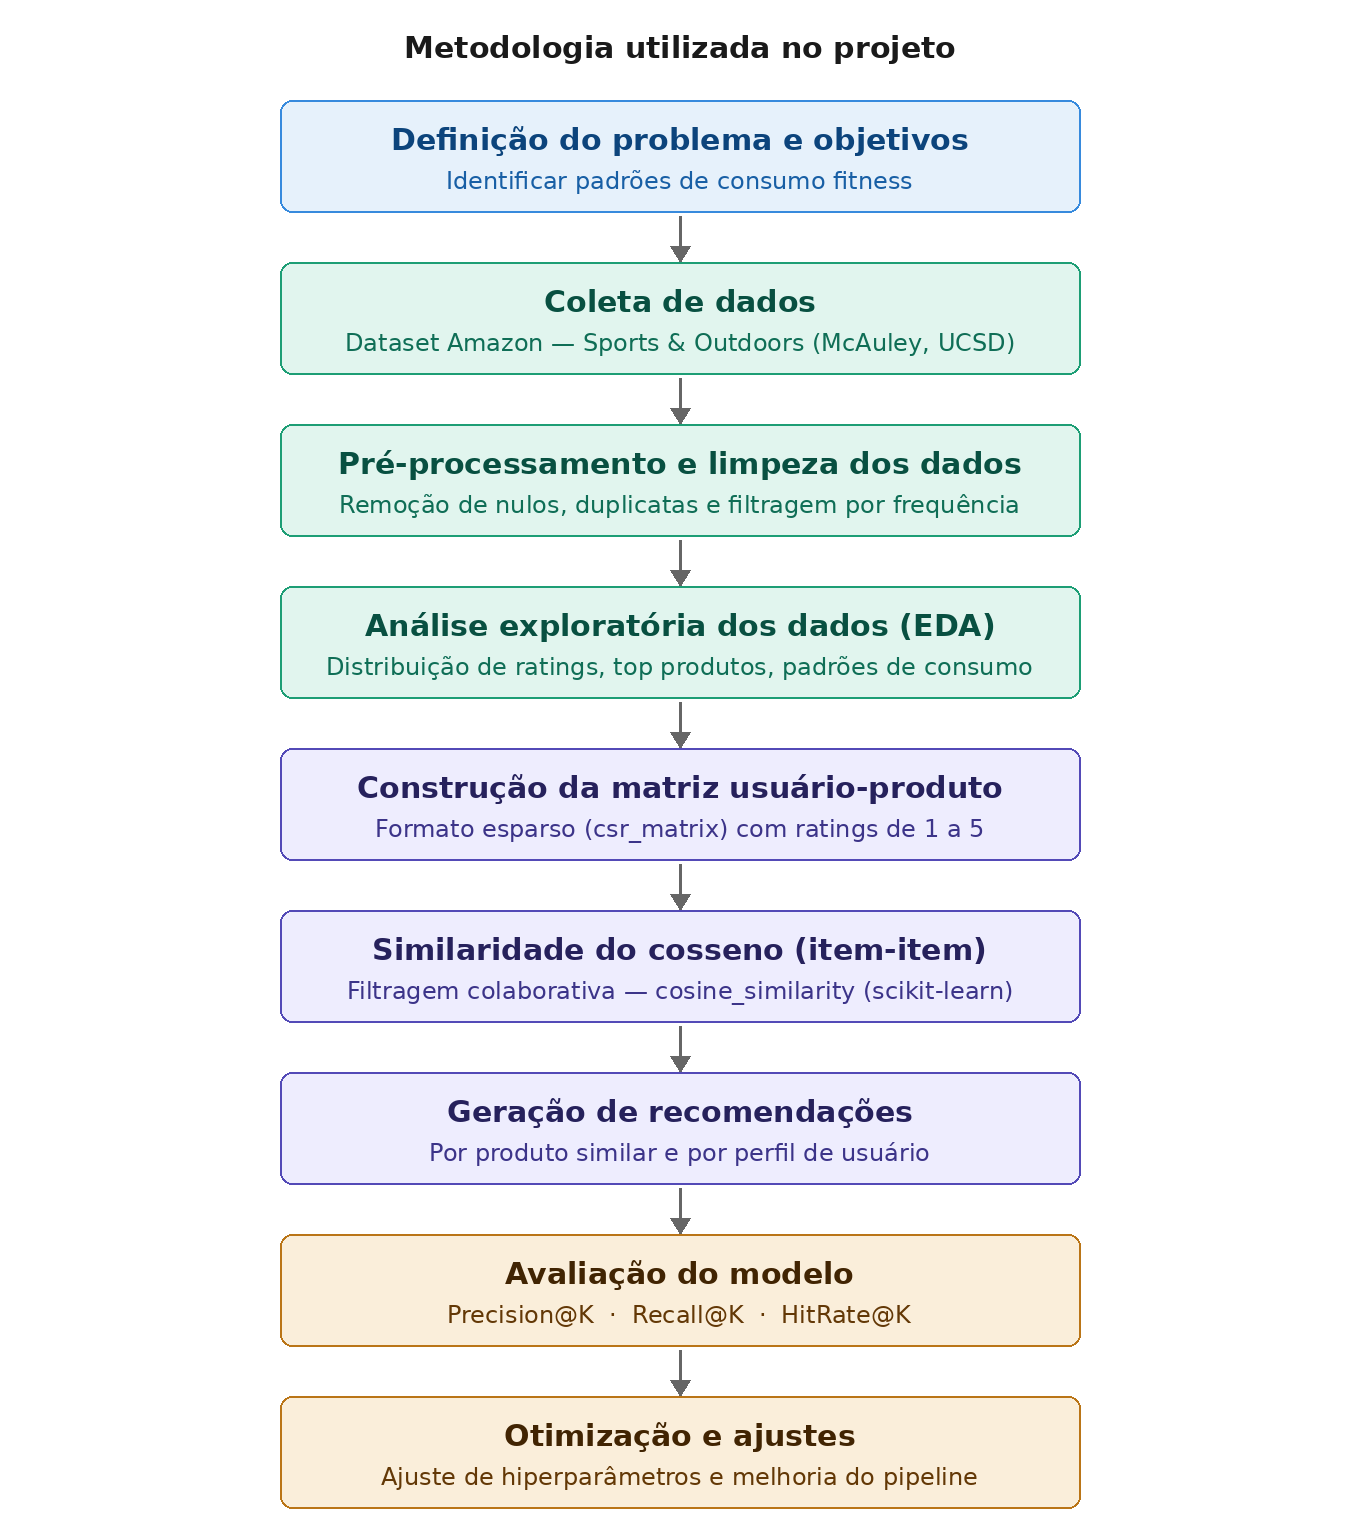 Metodologia utilizada no projeto
Definição do problema e objetivos
Identificar padrões de consumo fitness
Coleta de dados
Dataset Amazon — Sports & Outdoors (McAuley, UCSD)
Pré-processamento e limpeza dos dados
Remoção de nulos, duplicatas e filtragem por frequência
Análise exploratória dos dados (EDA)
Distribuição de ratings, top produtos, padrões de consumo
Construção da matriz usuário-produto
Formato esparso (csr_matrix) com ratings de 1 a 5
Similaridade do cosseno (item-item)
Filtragem colaborativa — cosine_similarity (scikit-learn)
Geração de recomendações
Por produto similar e por perfil de usuário
Avaliação do modelo
Precision@K · Recall@K · HitRate@K
Otimização e ajustes
Ajuste de hiperparâmetros e melhoria do pipeline